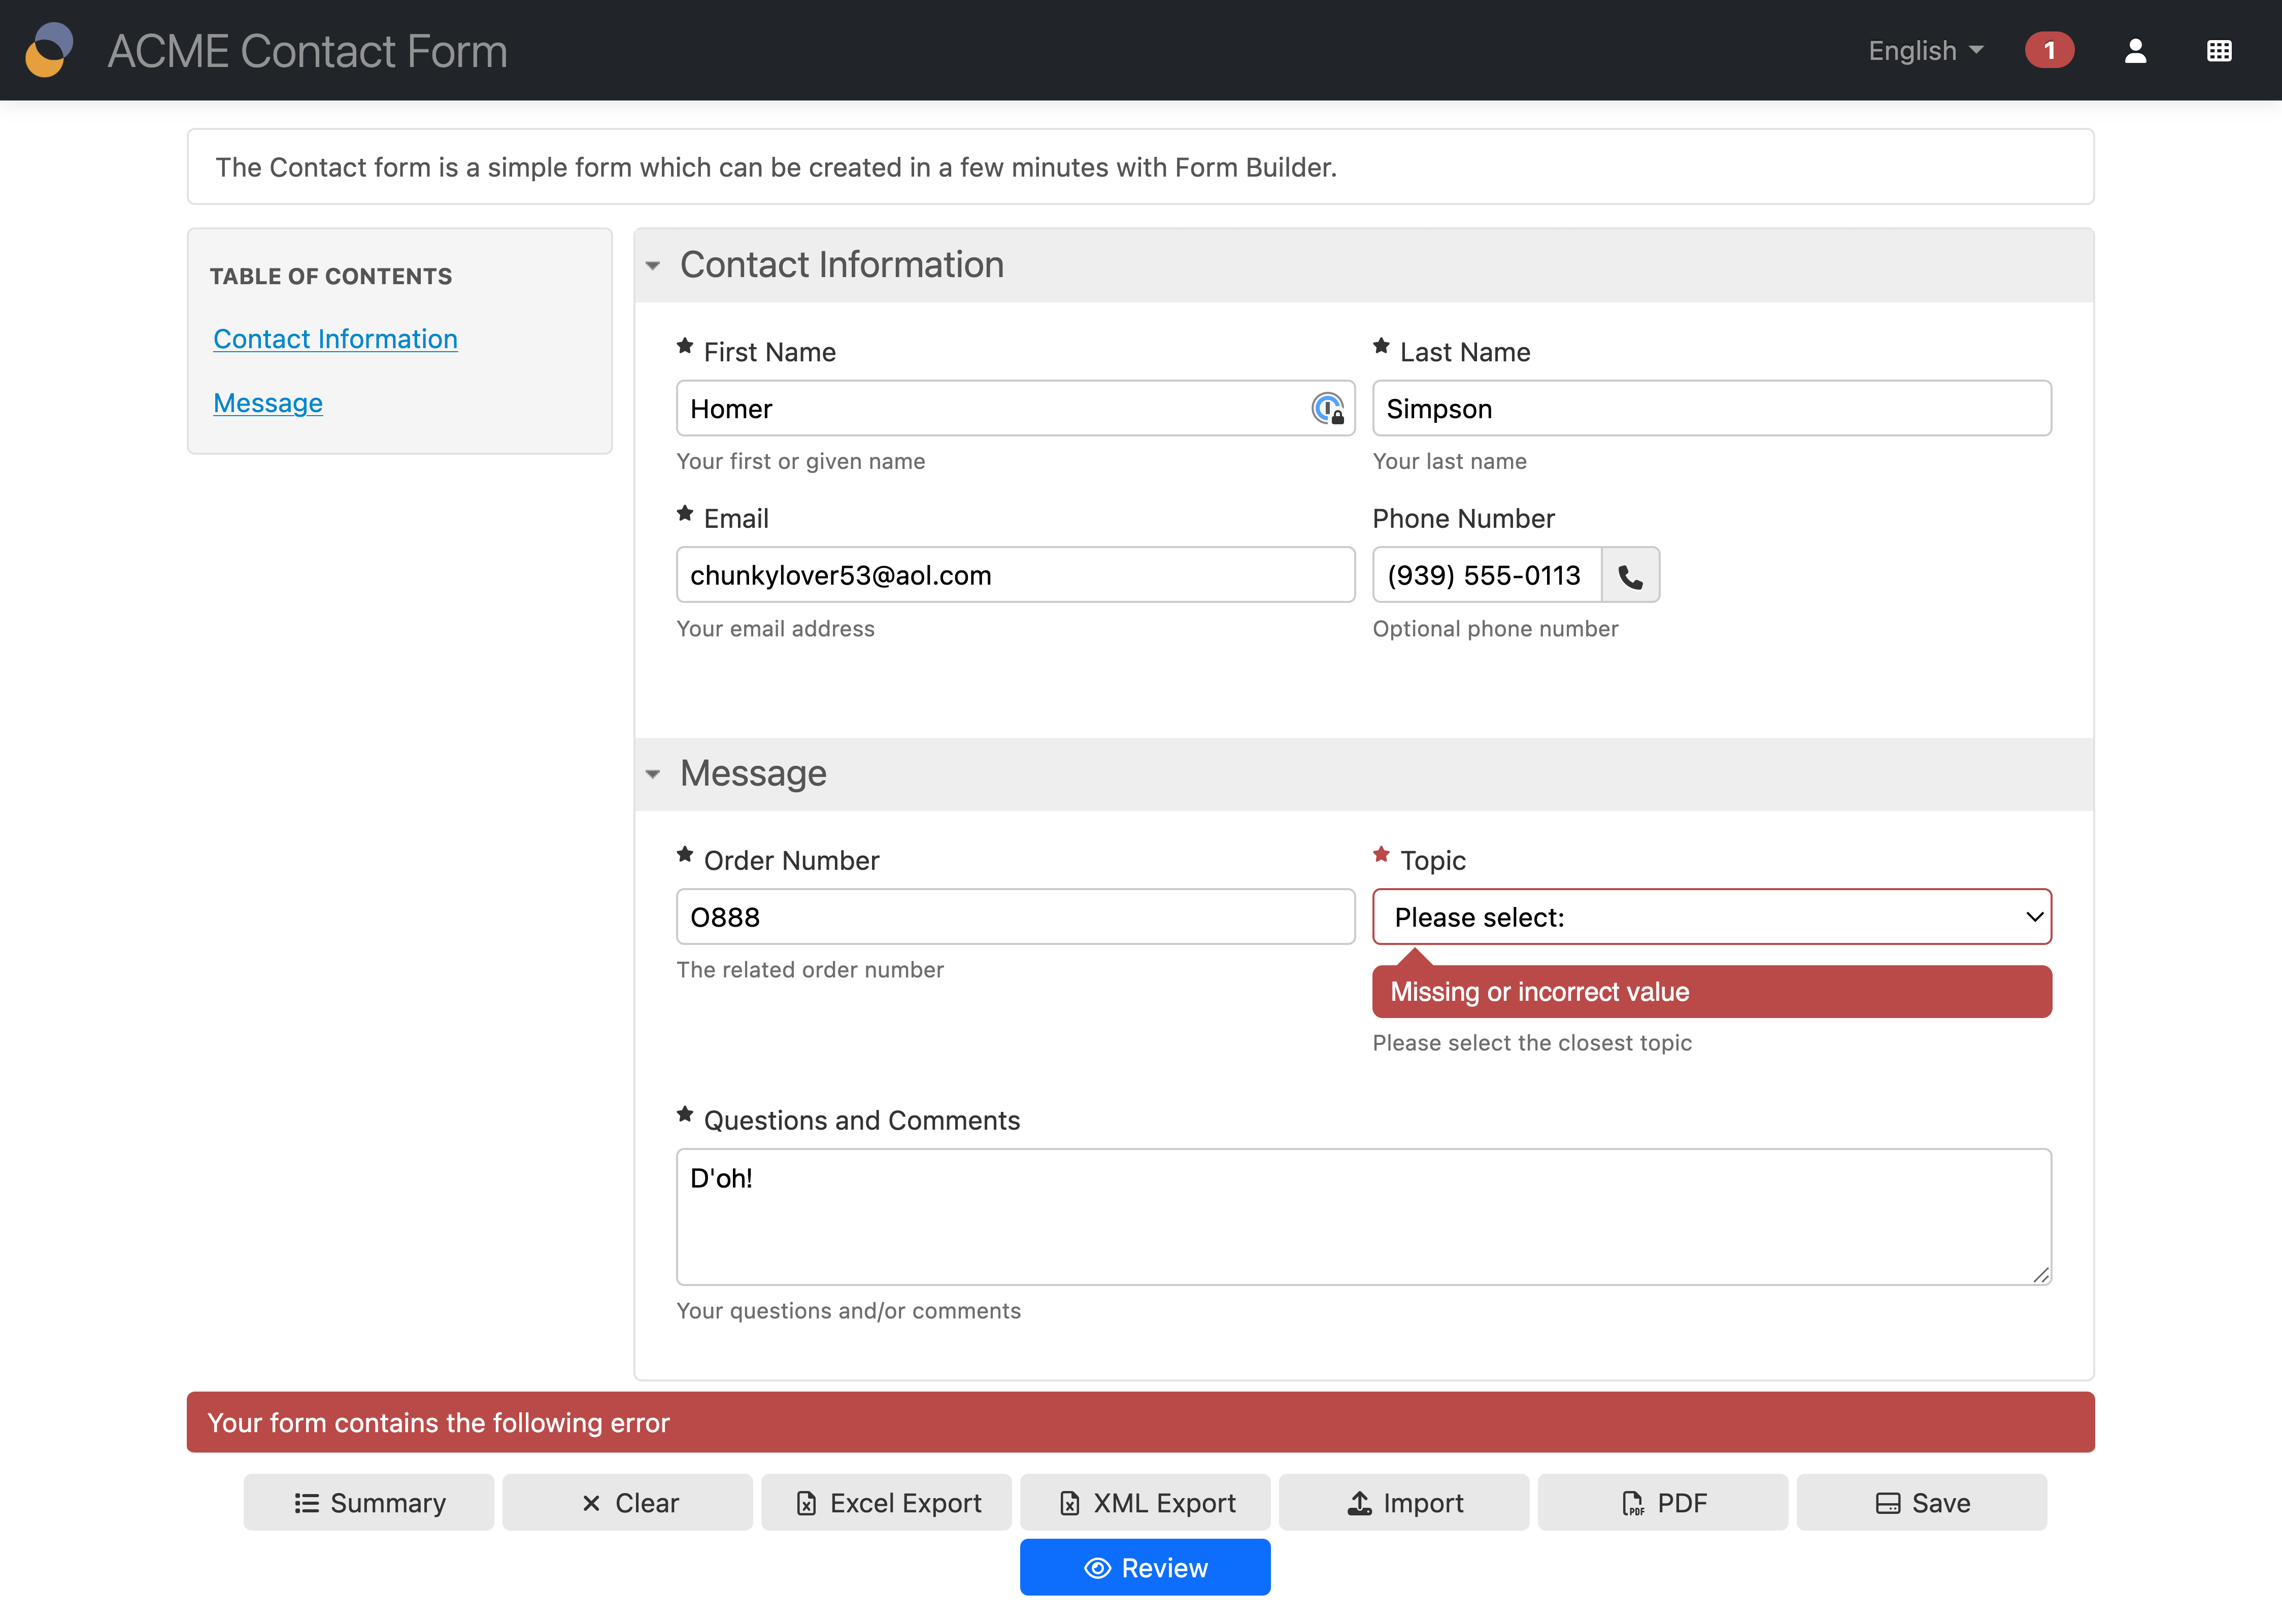 ACME Contact Form
English
1
The Contact form is a simple form which can be created in a few minutes with Form Builder.
TABLE OF CONTENTS
Contact Information
Message
Contact Information
First Name
Last Name
Homer
Simpson
Your first or given name
Your last name
Email
Phone Number
chunkylover53@aol.com
(939) 555-0113
Your email address
Optional phone number
Message
Order Number
Topic
O888
Please select:
The related order number
Missing or incorrect value
Please select the closest topic
Questions and Comments
D'oh!
Your questions and/or comments
Your form contains the following error
Summary
Clear
Excel Export
XML Export
Import
PDF
Save
Review